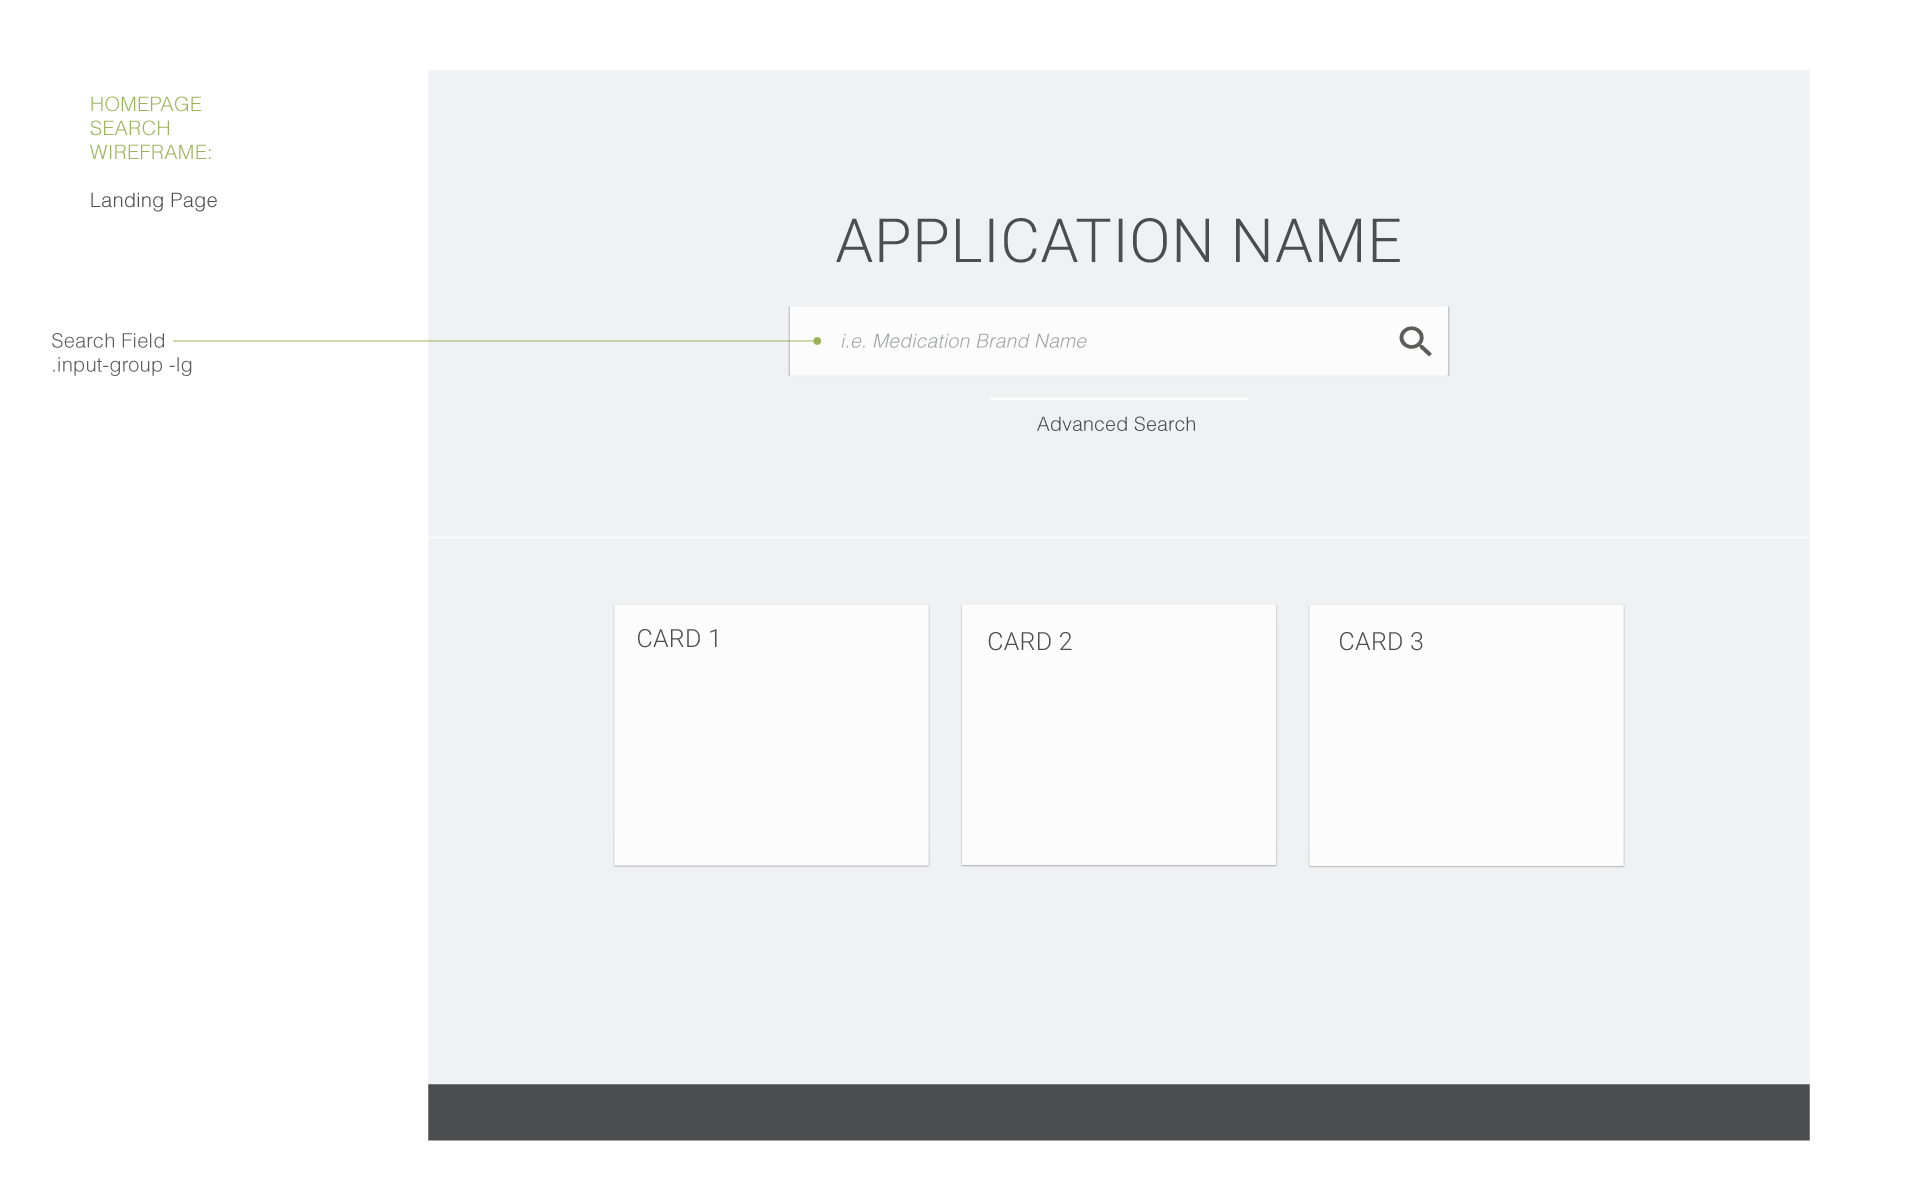 HOMEPAGE
SEARCH
WIREFRAME:
Landing Page
APPLICATION NAME
Search Field
.input-group -lg
i.e. Medication Brand Name
Advanced Search
CARD 1
CARD 2
CARD 3